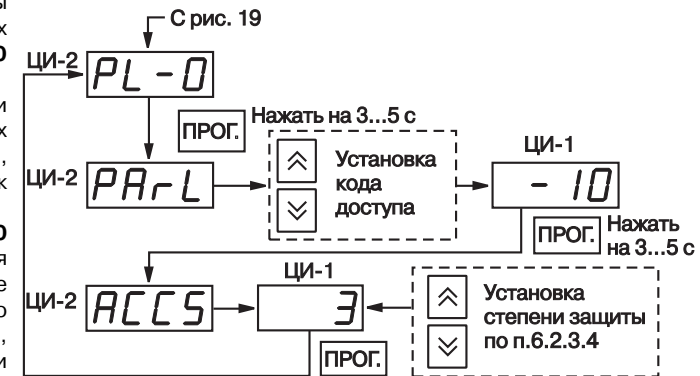 С рис. 19
ЦИ-2
PL-0
ПРОГ.
Нажать на 3...5 с
ЦИ-2
PArL
Установка
кода
доступа
ЦИ-1
-10
ПРОГ.
Нажать
на 3...5 с
ЦИ-2
ACCS
ЦИ-1
3
Установка
степени защиты
по п.6.2.3.4
ПРОГ.